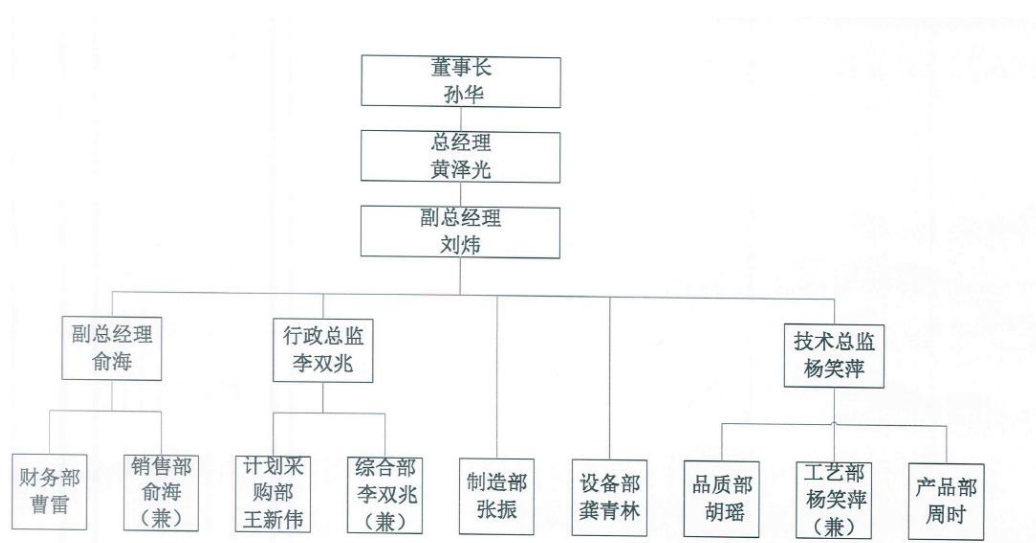 董事长
孙华
总经理
黄泽光
副总经理
刘炜
副总经理
俞海
行政总监
李双兆
技术总监
杨笑萍
财务部
曹雷
销售部
俞海
（兼）
计划采
购部
王新伟
综合部
李双兆
（兼）
制造部
张振
设备部
龚青林
品质部
胡瑶
工艺部
杨笑萍
（兼）
产品部
周时